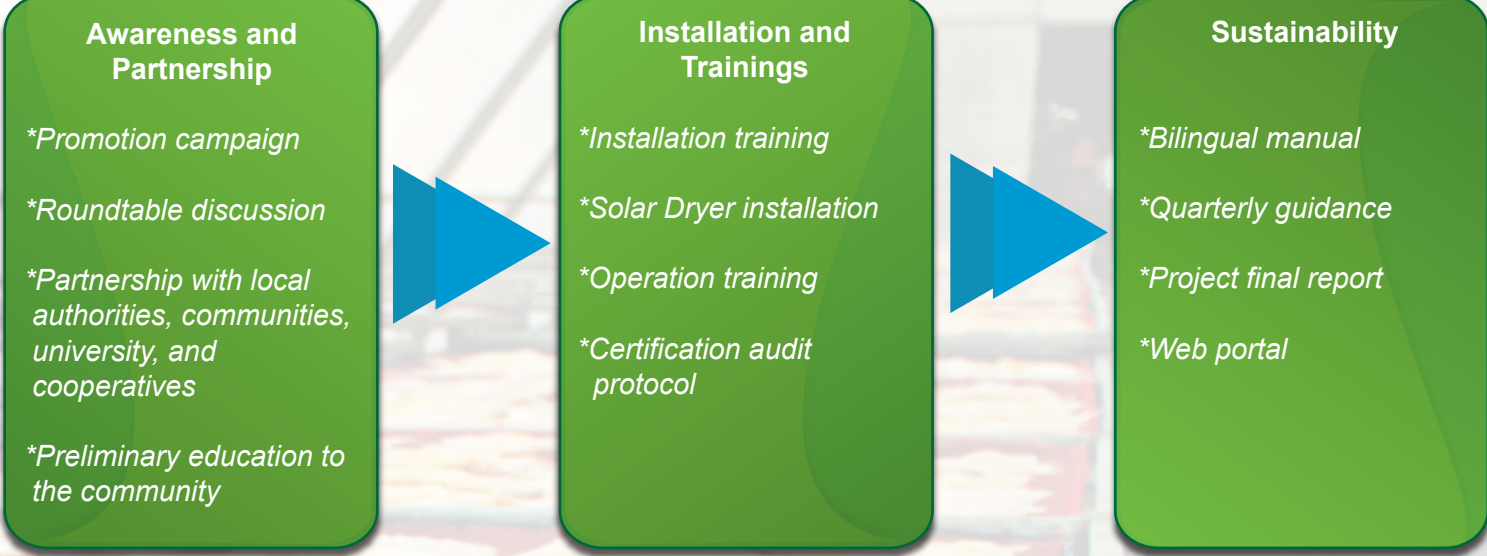 Awareness and
Partnership
*Promotion campaign
*Roundtable discussion
*Partnership with local
authorities, communities,
university, and
cooperatives
*Preliminary education to
the community
Installation and
Trainings
*Installation training
*Solar Dryer installation
*Operation training
*Certification audit
protocol
Sustainability
*Bilingual manual
*Quarterly guidance
*Project final report
*Web portal